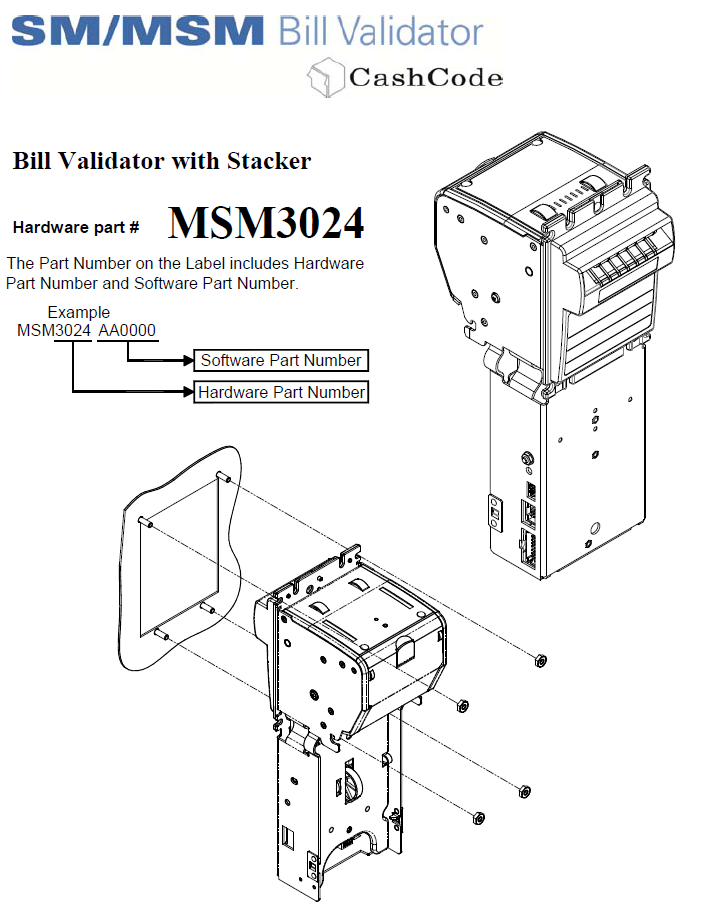 SM/MSM Bill Validator
CashCode
Bill Validator with Stacker
Hardware part # MSM3024
The Part Number on the Label includes Hardware
Part Number and Software Part Number.
Example
MSM3024 AA0000
Software Part Number
Hardware Part Number